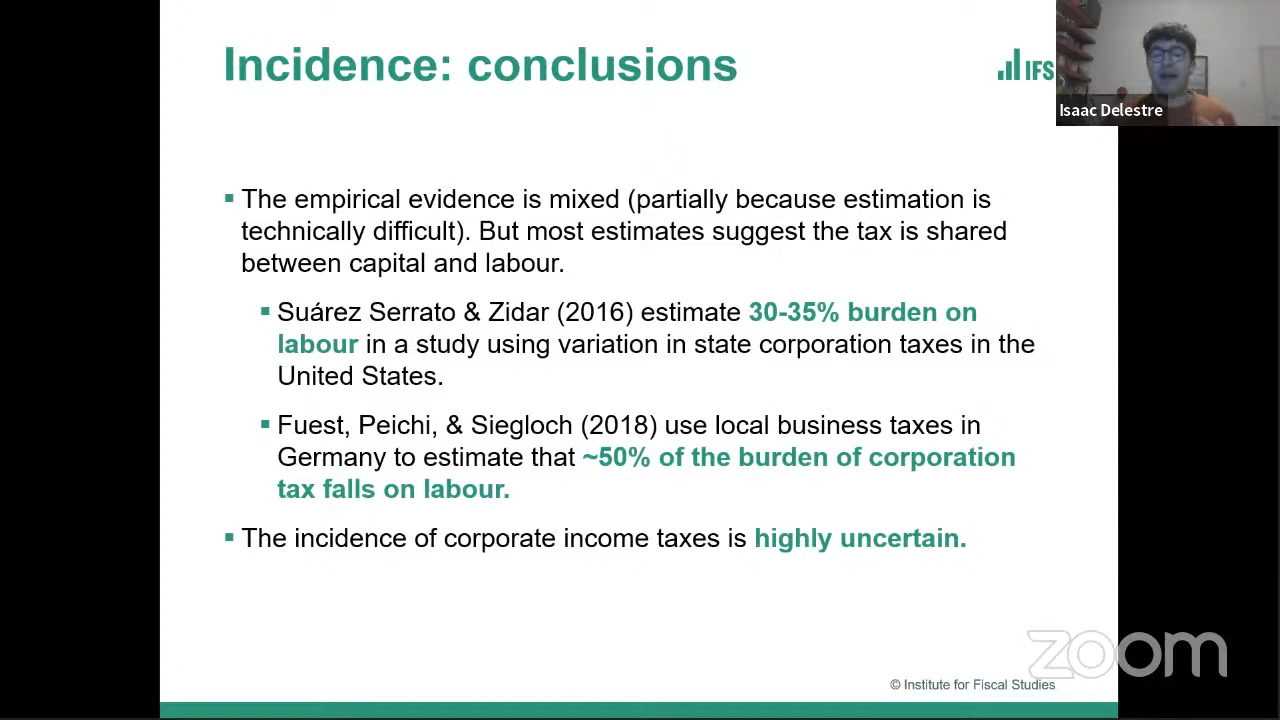 Incidence: conclusions
IFS
Isaac Delestre
▪ The empirical evidence is mixed (partially because estimation is
technically difficult). But most estimates suggest the tax is shared
between capital and labour.
▪ Suárez Serrato & Zidar (2016) estimate 30-35% burden on
labour in a study using variation in state corporation taxes in the
United States.
▪ Fuest, Peichi, & Siegloch (2018) use local business taxes in
Germany to estimate that ~50% of the burden of corporation
tax falls on labour.
▪ The incidence of corporate income taxes is highly uncertain.
zoom
© Institute for Fiscal Studies